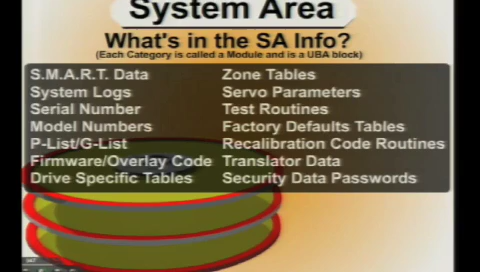 System Area
What's in the SA Info?
(Each Category is called a Module and is a UBA block)
S.M.A.R.T. Data
System Logs
Serial Number
Model Numbers
P-List/G-List
Firmware/Overlay Code
Drive Specific Tables
Zone Tables
Servo Parameters
Test Routines
Factory Defaults Tables
Recalibration Code Routines
Translator Data
Security Data Passwords